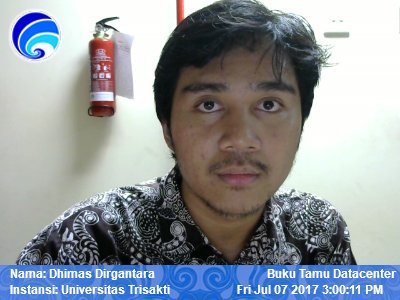 Nama: Dhimas Dirgantara
Buku Tamu Datacenter
Instansi: Universitas Trisakti
Fri Jul 07 2017 3:00:11 PM